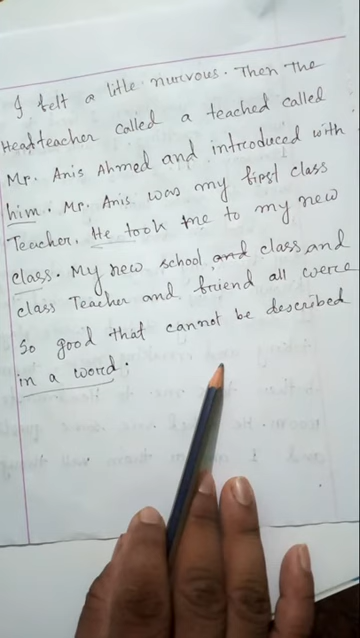 I felt a litle nurvous. Then the
Headteacher called a teached called
Mr. Anis Ahmed and introduced with
him. Mr. Anis was my first class
Teacher. He took me to my new
class. My new school and class and
class Teacher and friend all were
so good that cannot be described
in a word;